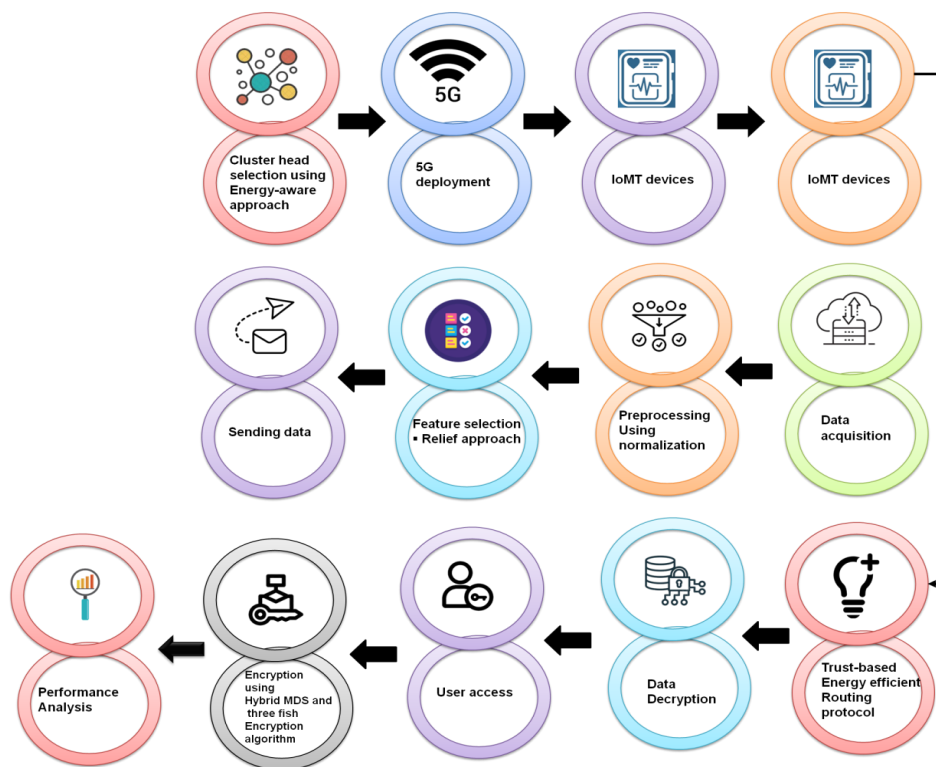 5G
Cluster head
selection using
Energy-aware
approach
5G
deployment
IoMT devices
IoMT devices
Sending data
Feature selection
▪ Relief approach
Preprocessing
Using
normalization
Data
acquisition
Performance
Analysis
Encryption
using
Hybrid MDS and
three fish
Encryption
algorithm
User access
Data
Decryption
Trust-based
Energy efficient
Routing
protocol